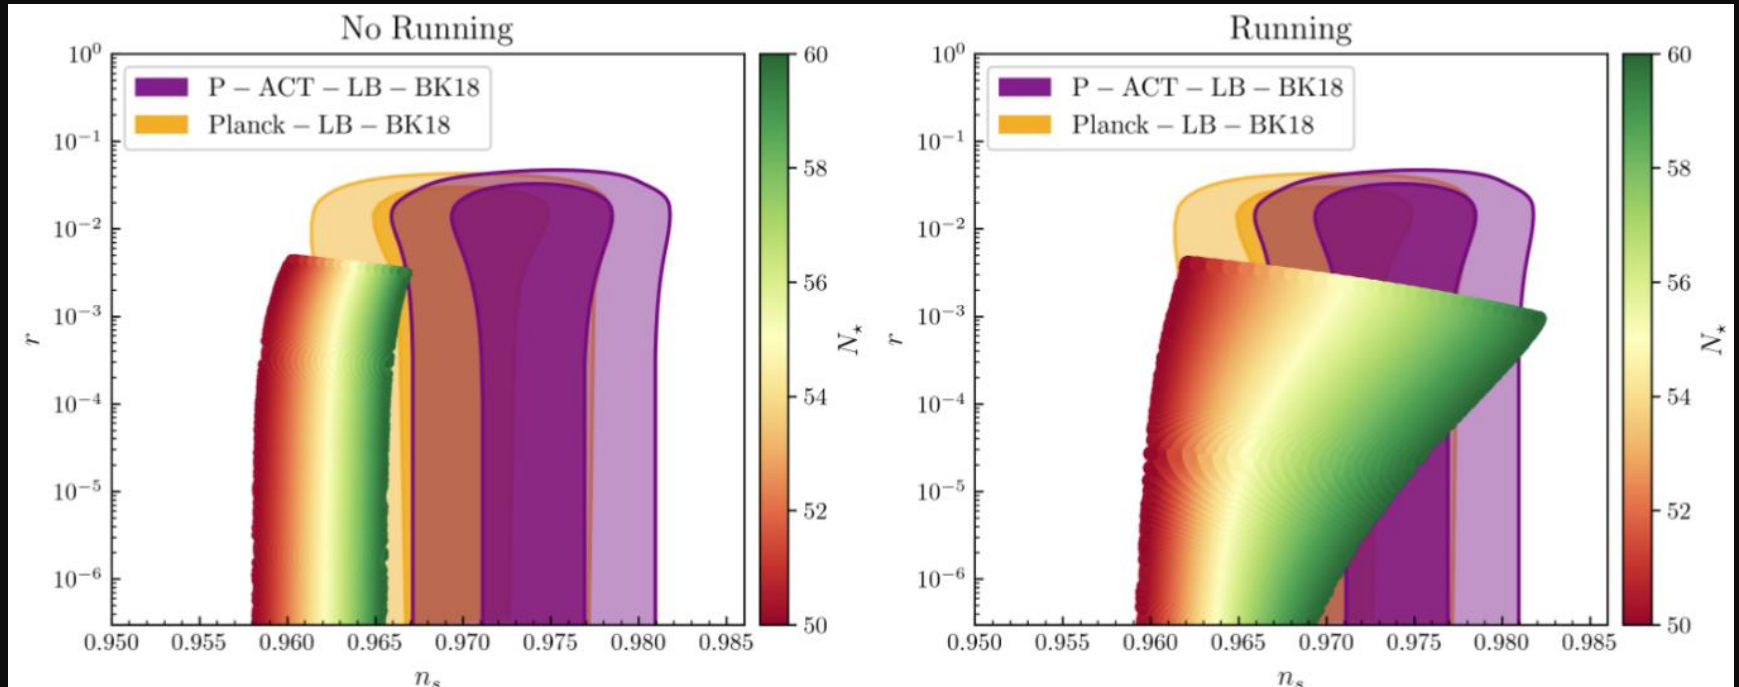 No Running
10⁰
10⁻¹
10⁻²
10⁻³
10⁻⁴
10⁻⁵
10⁻⁶
r
P − ACT − LB − BK18
Planck − LB − BK18
0.950 0.955 0.960 0.965 0.970 0.975 0.980 0.985
n_s
60
58
56
54
52
50
N⋆
Running
10⁰
10⁻¹
10⁻²
10⁻³
10⁻⁴
10⁻⁵
10⁻⁶
r
P − ACT − LB − BK18
Planck − LB − BK18
0.950 0.955 0.960 0.965 0.970 0.975 0.980 0.985
n_s
60
58
56
54
52
50
N⋆